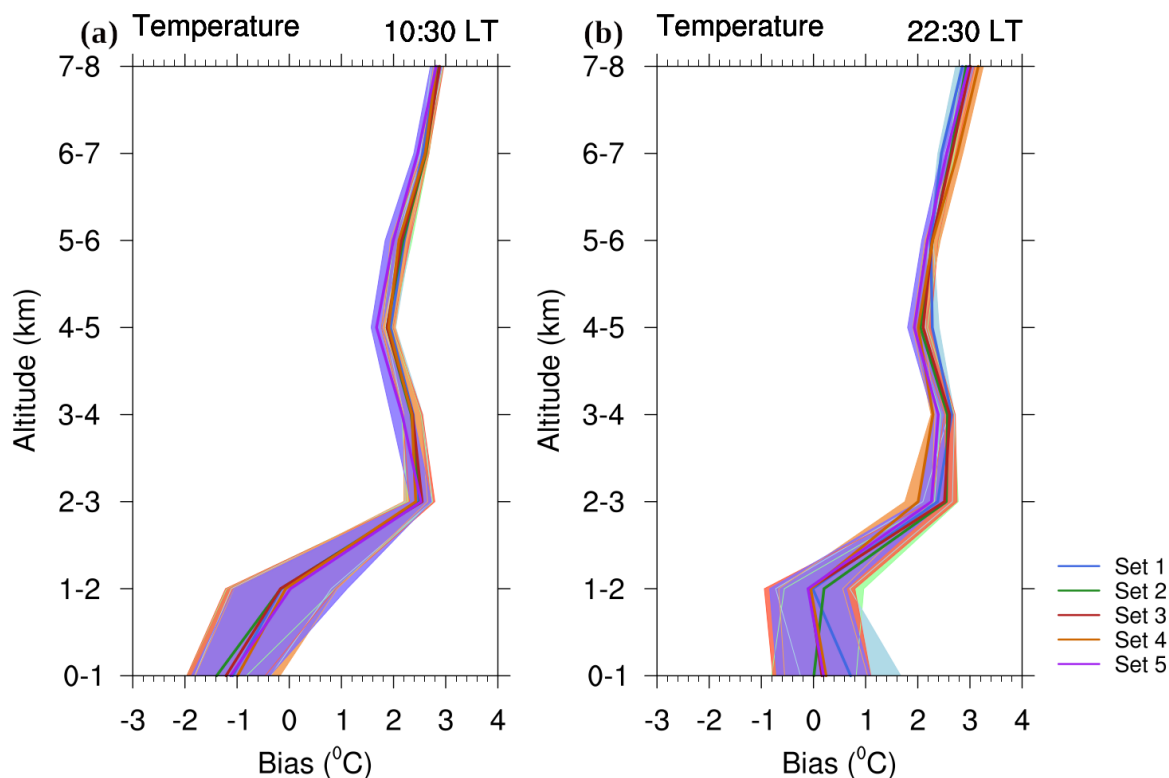 (a) Temperature 10:30 LT
7-8
6-7
5-6
4-5
3-4
2-3
1-2
0-1
Altitude (km)
-3 -2 -1 0 1 2 3 4
Bias (⁰C)
(b) Temperature 22:30 LT
7-8
6-7
5-6
4-5
3-4
2-3
1-2
0-1
Altitude (km)
-3 -2 -1 0 1 2 3 4
Bias (⁰C)
Set 1
Set 2
Set 3
Set 4
Set 5